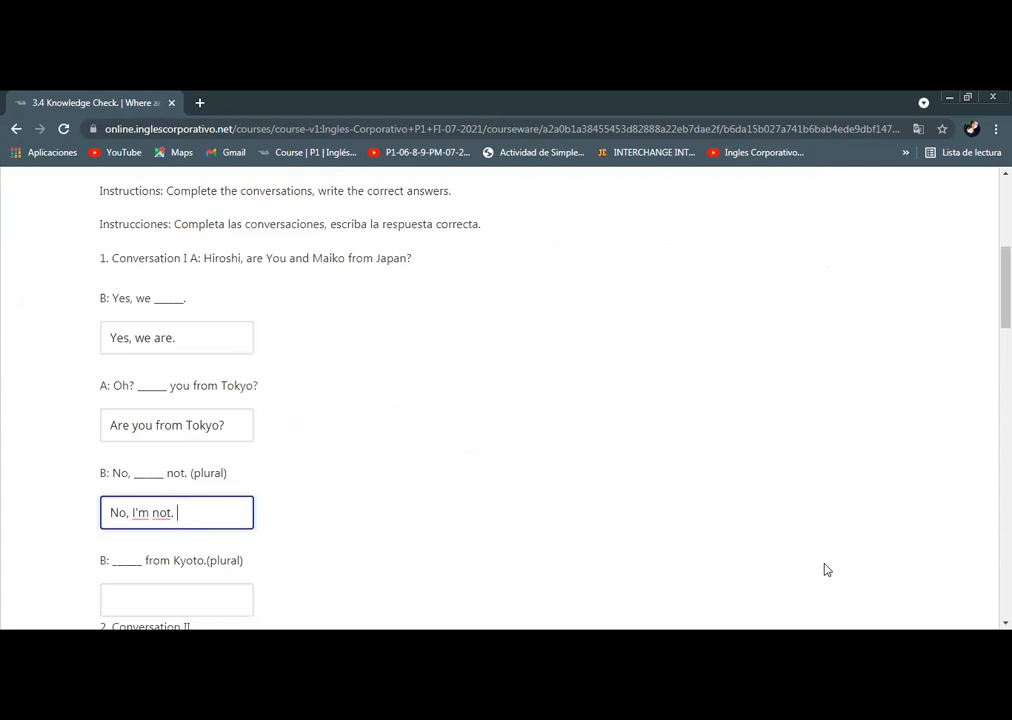 3.4 Knowledge Check. | Where a
online.inglescorporativo.net/courses/course-v1:Ingles-Corporativo+P1+FI-07-2021/courseware/a2a0b1a38455453d82888a22eb7dae2f/b6da15b027a741b6bab4ede9dbf147...
Aplicaciones YouTube Maps Gmail Course | P1 | Inglés... P1-06-8-9-PM-07-2... Actividad de Simple... INTERCHANGE INT... Ingles Corporativo... » Lista de lectura
Instructions: Complete the conversations, write the correct answers.
Instrucciones: Completa las conversaciones, escriba la respuesta correcta.
1. Conversation I A: Hiroshi, are You and Maiko from Japan?
B: Yes, we ______.
Yes, we are.
A: Oh? ______ you from Tokyo?
Are you from Tokyo?
B: No, ______ not. (plural)
No, I'm not.
B: ______ from Kyoto.(plural)
2. Conversation II